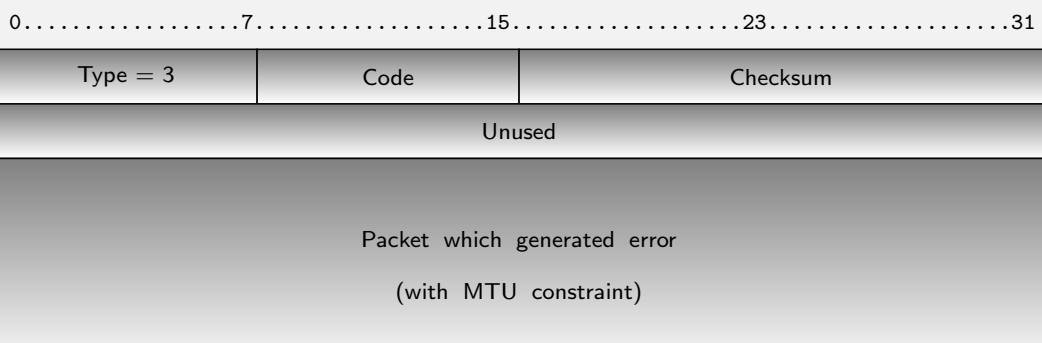 0.................7..................15..................23...................31
Type = 3 Code Checksum
Unused
Packet which generated error
(with MTU constraint)